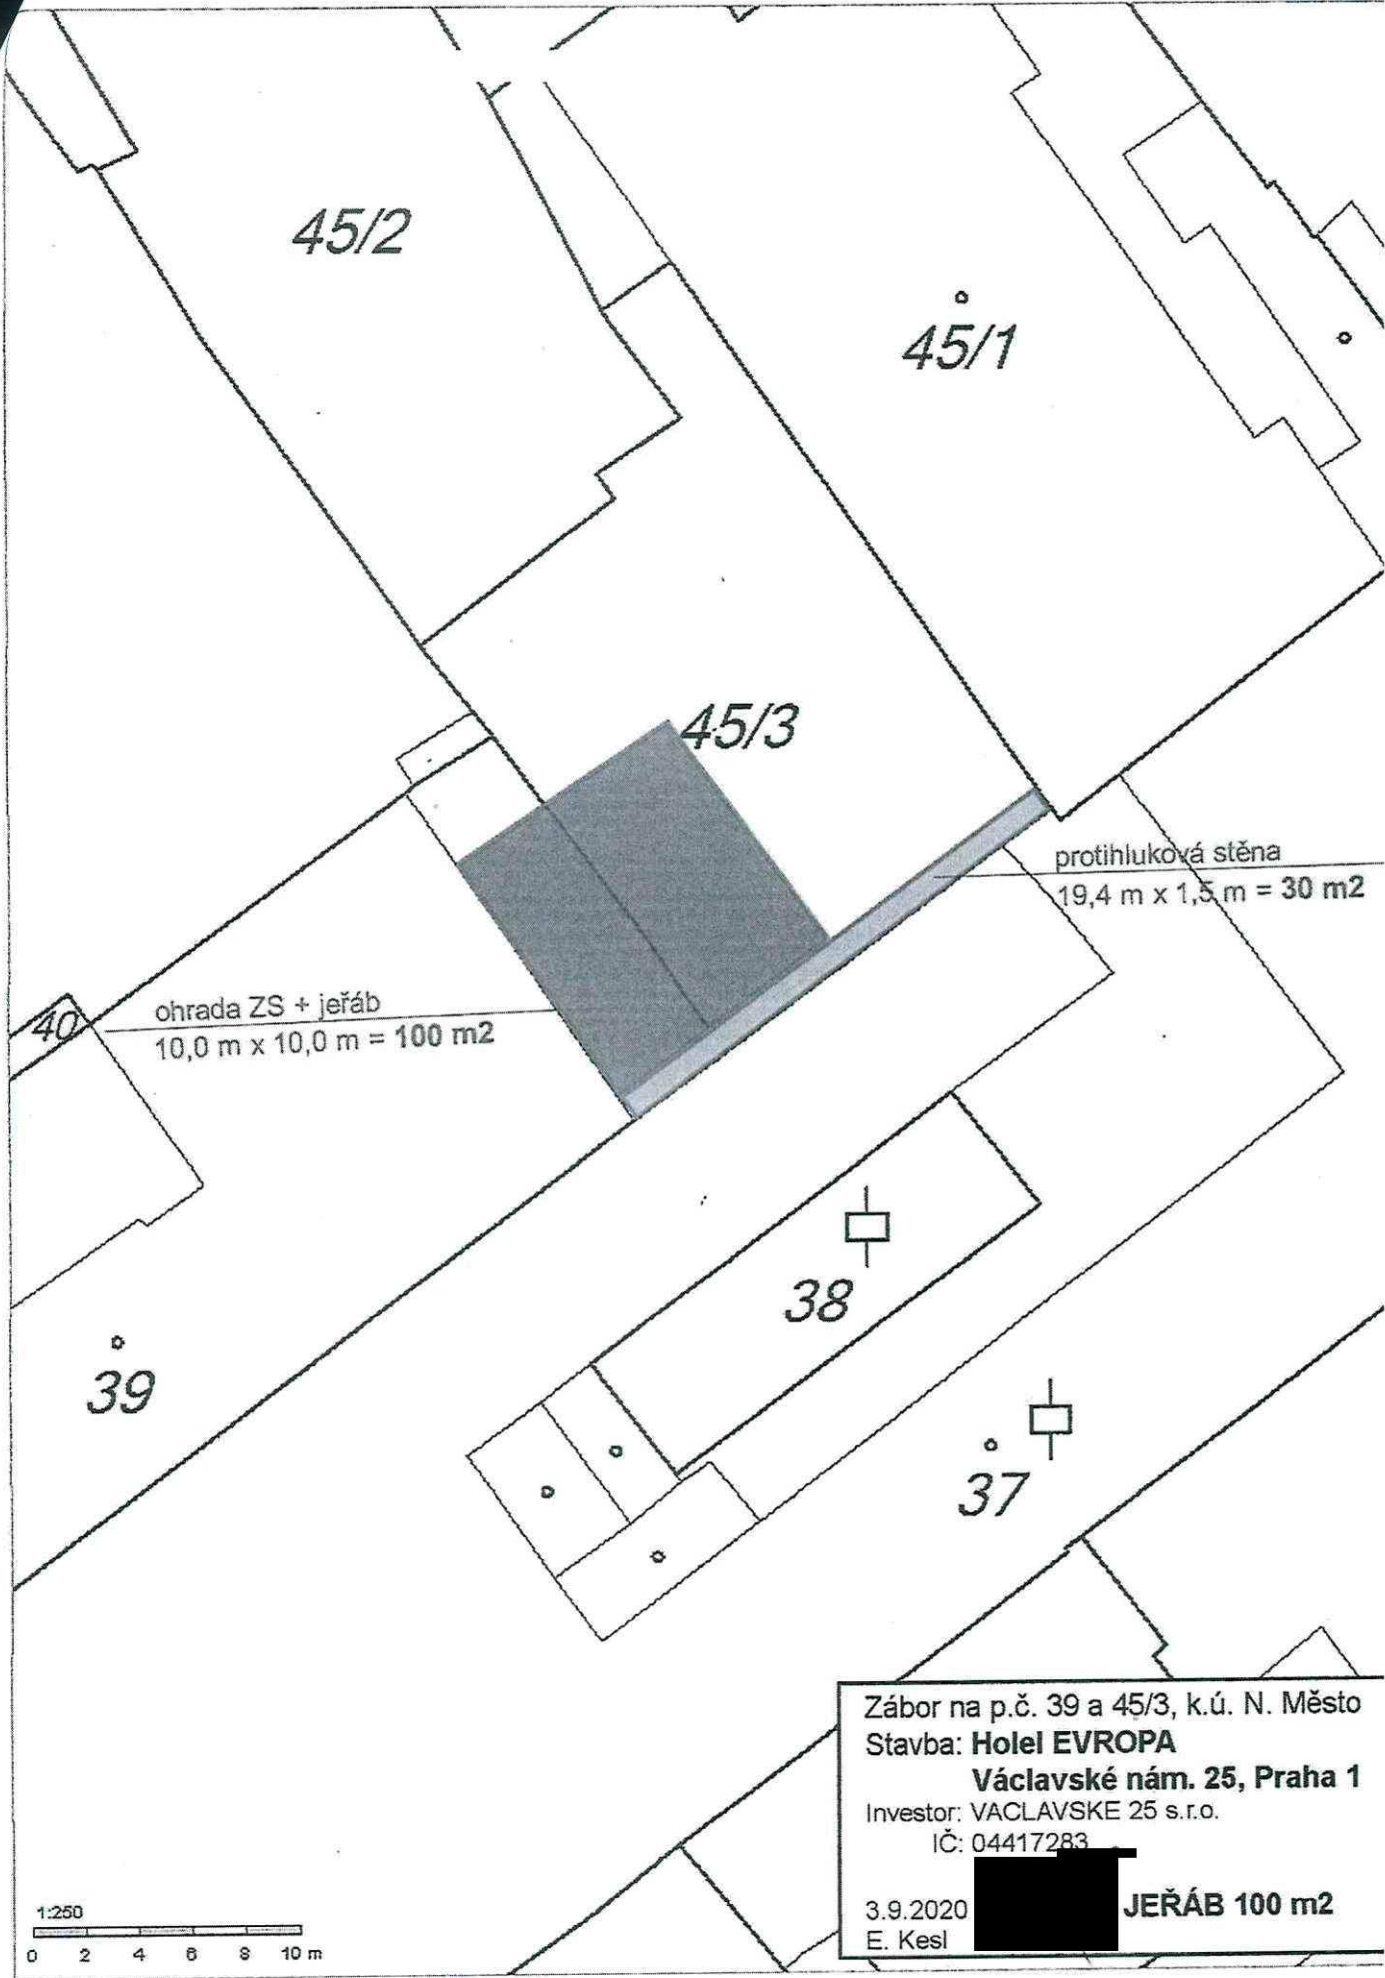 45/2
45/1
45/3
protihluková stěna
19,4 m x 1,5 m = 30 m2
ohrada ZS + jeřáb
10,0 m x 10,0 m = 100 m2
40
38
39
37
Zábor na p.č. 39 a 45/3, k.ú. N. Město
Stavba: Holel EVROPA
Václavské nám. 25, Praha 1
Investor: VACLAVSKE 25 s.r.o.
IČ: 04417283
3.9.2020 JEŘÁB 100 m2
E. Kesl
1:250
0 2 4 6 8 10 m